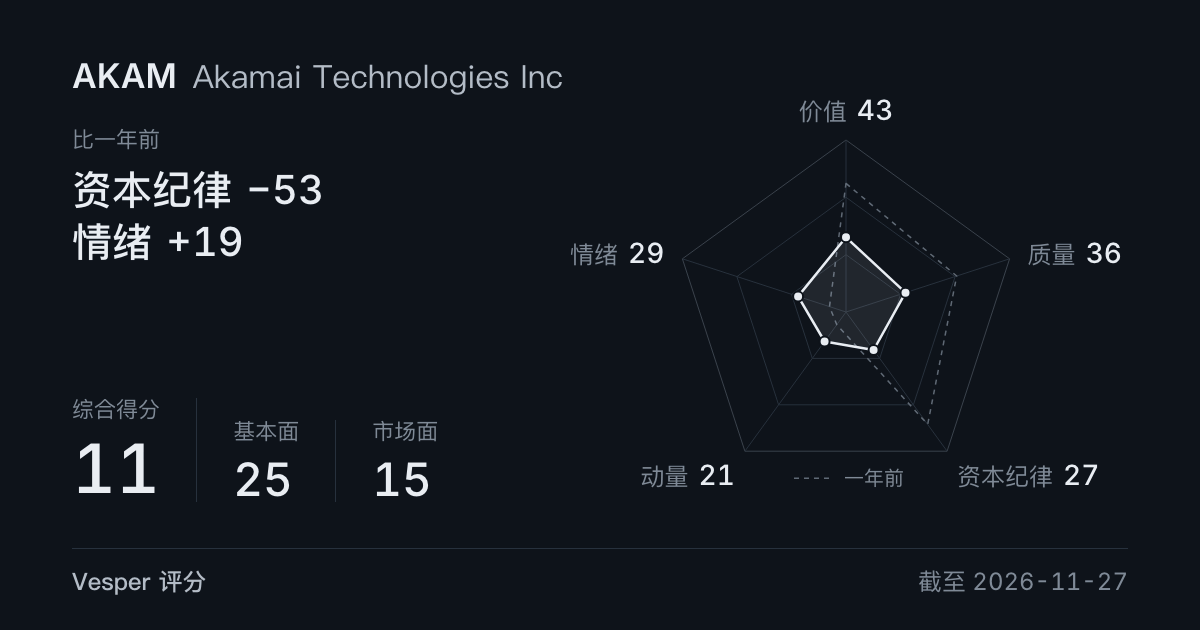 AKAM Akamai Technologies Inc
比一年前
资本纪律 −53
情绪 +19
价值 43
情绪 29
质量 36
动量 21
---- 一年前
资本纪律 27
综合得分
11
基本面
25
市场面
15
Vesper 评分
截至 2026-11-27